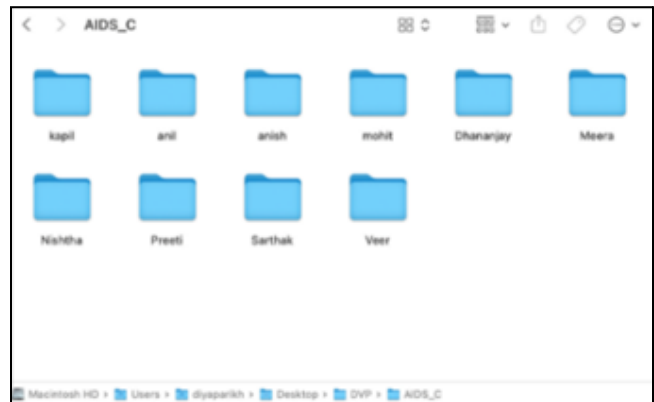 AIDS_C
kapil anil anish mohit Dhananjay Meera
Nishtha Preeti Sarthak Veer
Macintosh HD > Users > diyaparikh > Desktop > DVP > AIDS_C